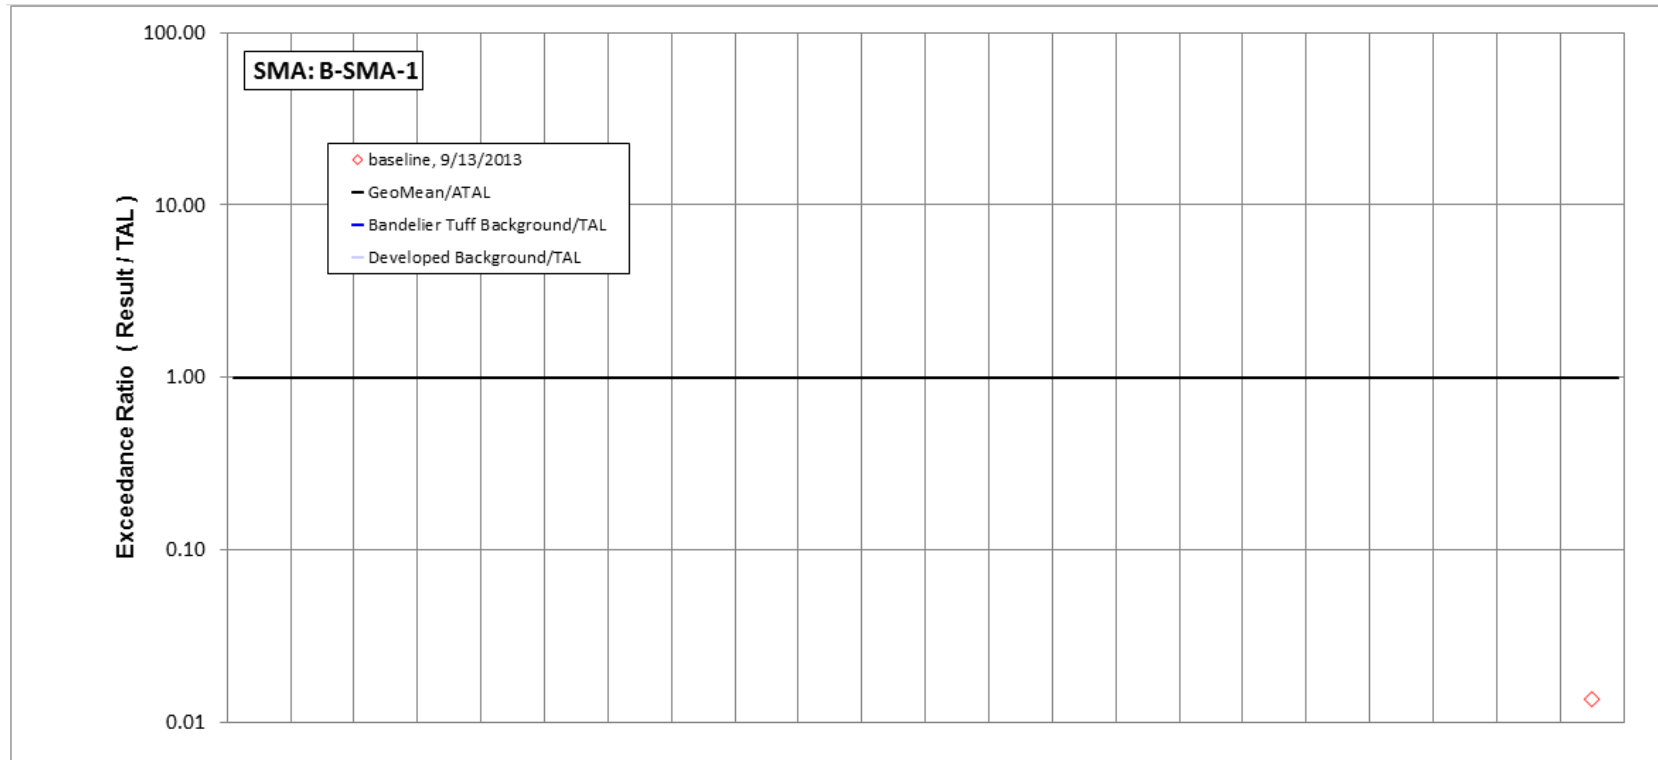 100.00
SMA: B-SMA-1
baseline, 9/13/2013
GeoMean/ATAL
10.00
Bandelier Tuff Background/TAL
Developed Background/TAL
Exceedance Ratio ( Result / TAL )
1.00
0.10
0.01